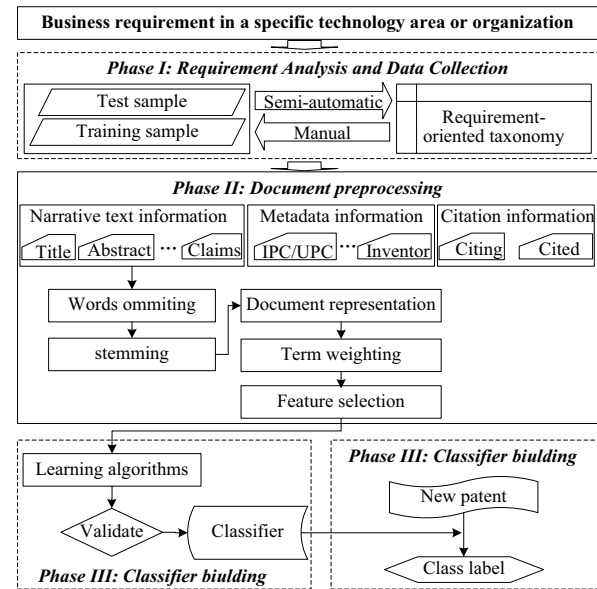 Business requirement in a specific technology area or organization
Phase I: Requirement Analysis and Data Collection
Test sample
Training sample
Semi-automatic
Manual
Requirement-
oriented taxonomy
Phase II: Document preprocessing
Narrative text information
Title
Abstract
...
Claims
Metadata information
IPC/UPC
...
Inventor
Citation information
Citing
Cited
Words ommiting
stemming
Document representation
Term weighting
Feature selection
Learning algorithms
Validate
Classifier
Phase III: Classifier biulding
Phase III: Classifier biulding
New patent
Class label